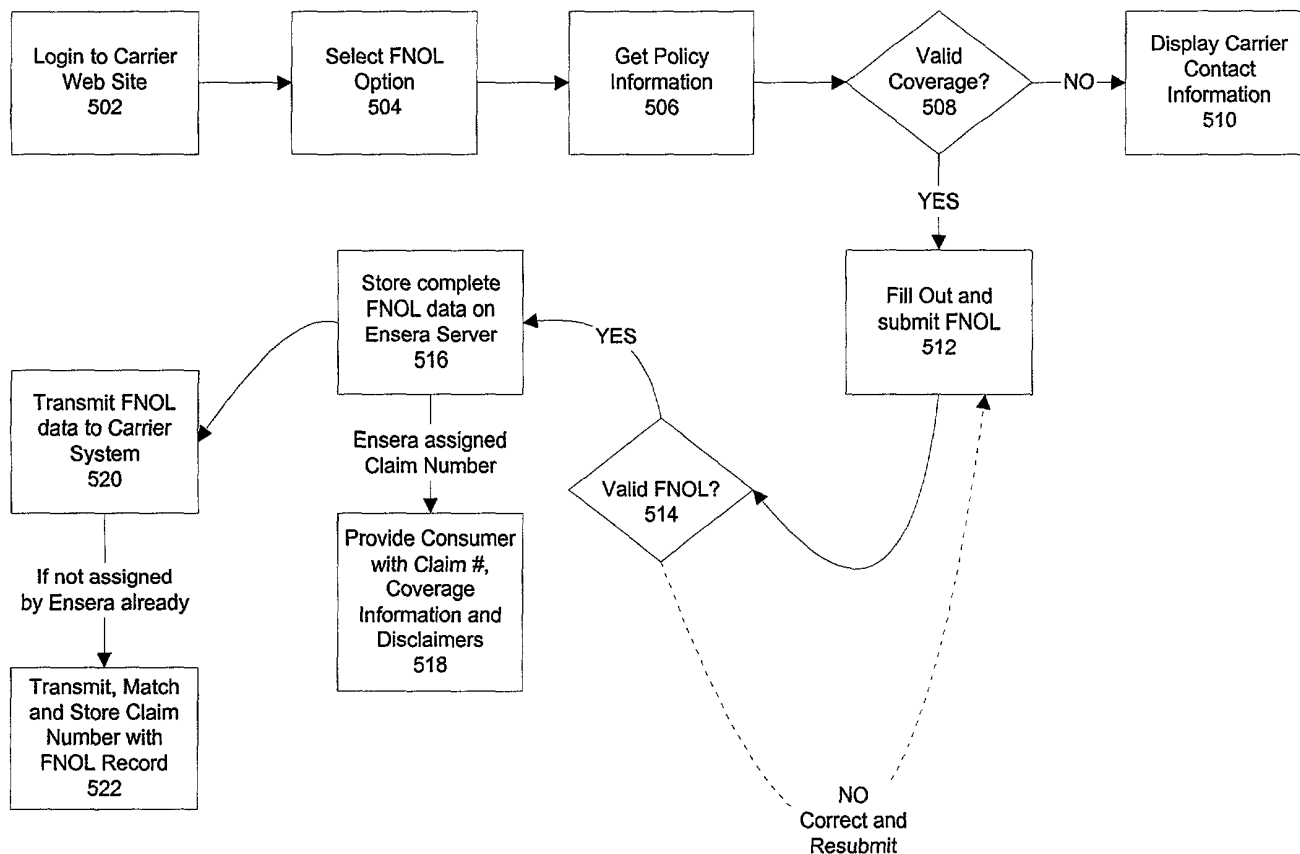 Login to Carrier
Web Site
502
Select FNOL
Option
504
Get Policy
Information
506
Valid
Coverage?
508
NO
Display Carrier
Contact
Information
510
YES
Fill Out and
submit FNOL
512
Valid FNOL?
514
YES
NO
Correct and
Resubmit
Store complete
FNOL data on
Ensera Server
516
Ensera assigned
Claim Number
Provide Consumer
with Claim #,
Coverage
Information and
Disclaimers
518
Transmit FNOL
data to Carrier
System
520
If not assigned
by Ensera already
Transmit, Match
and Store Claim
Number with
FNOL Record
522